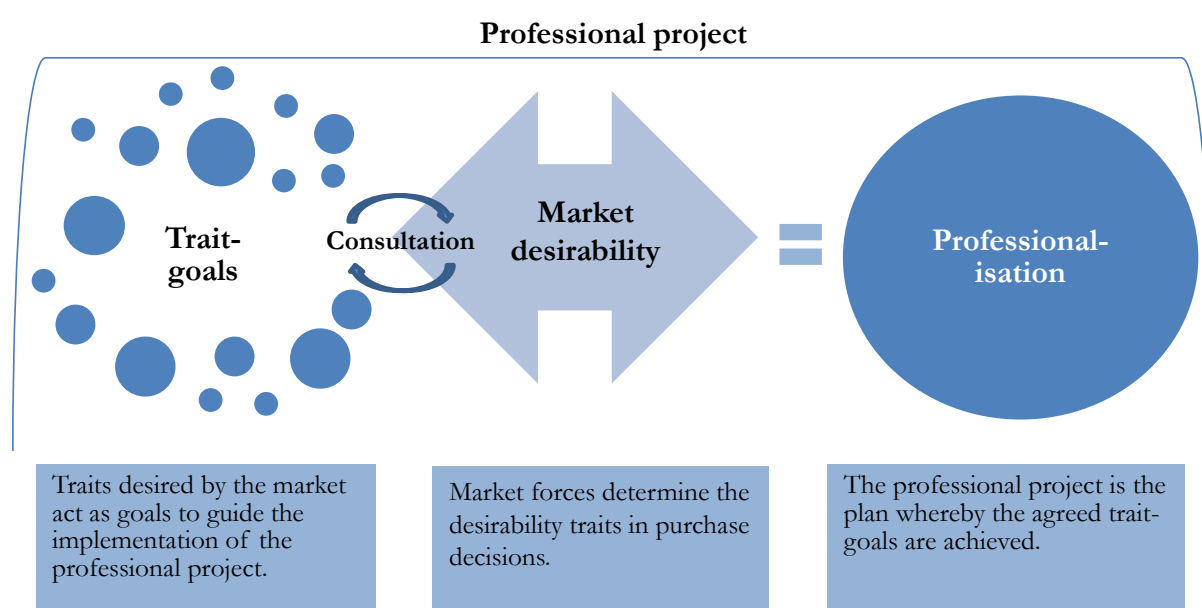 Professional project
Trait-
goals
Consultation
Market
desirability
Professional-
isation
Traits desired by the market
act as goals to guide the
implementation of the
professional project.
Market forces determine the
desirability traits in purchase
decisions.
The professional project is the
plan whereby the agreed trait-
goals are achieved.